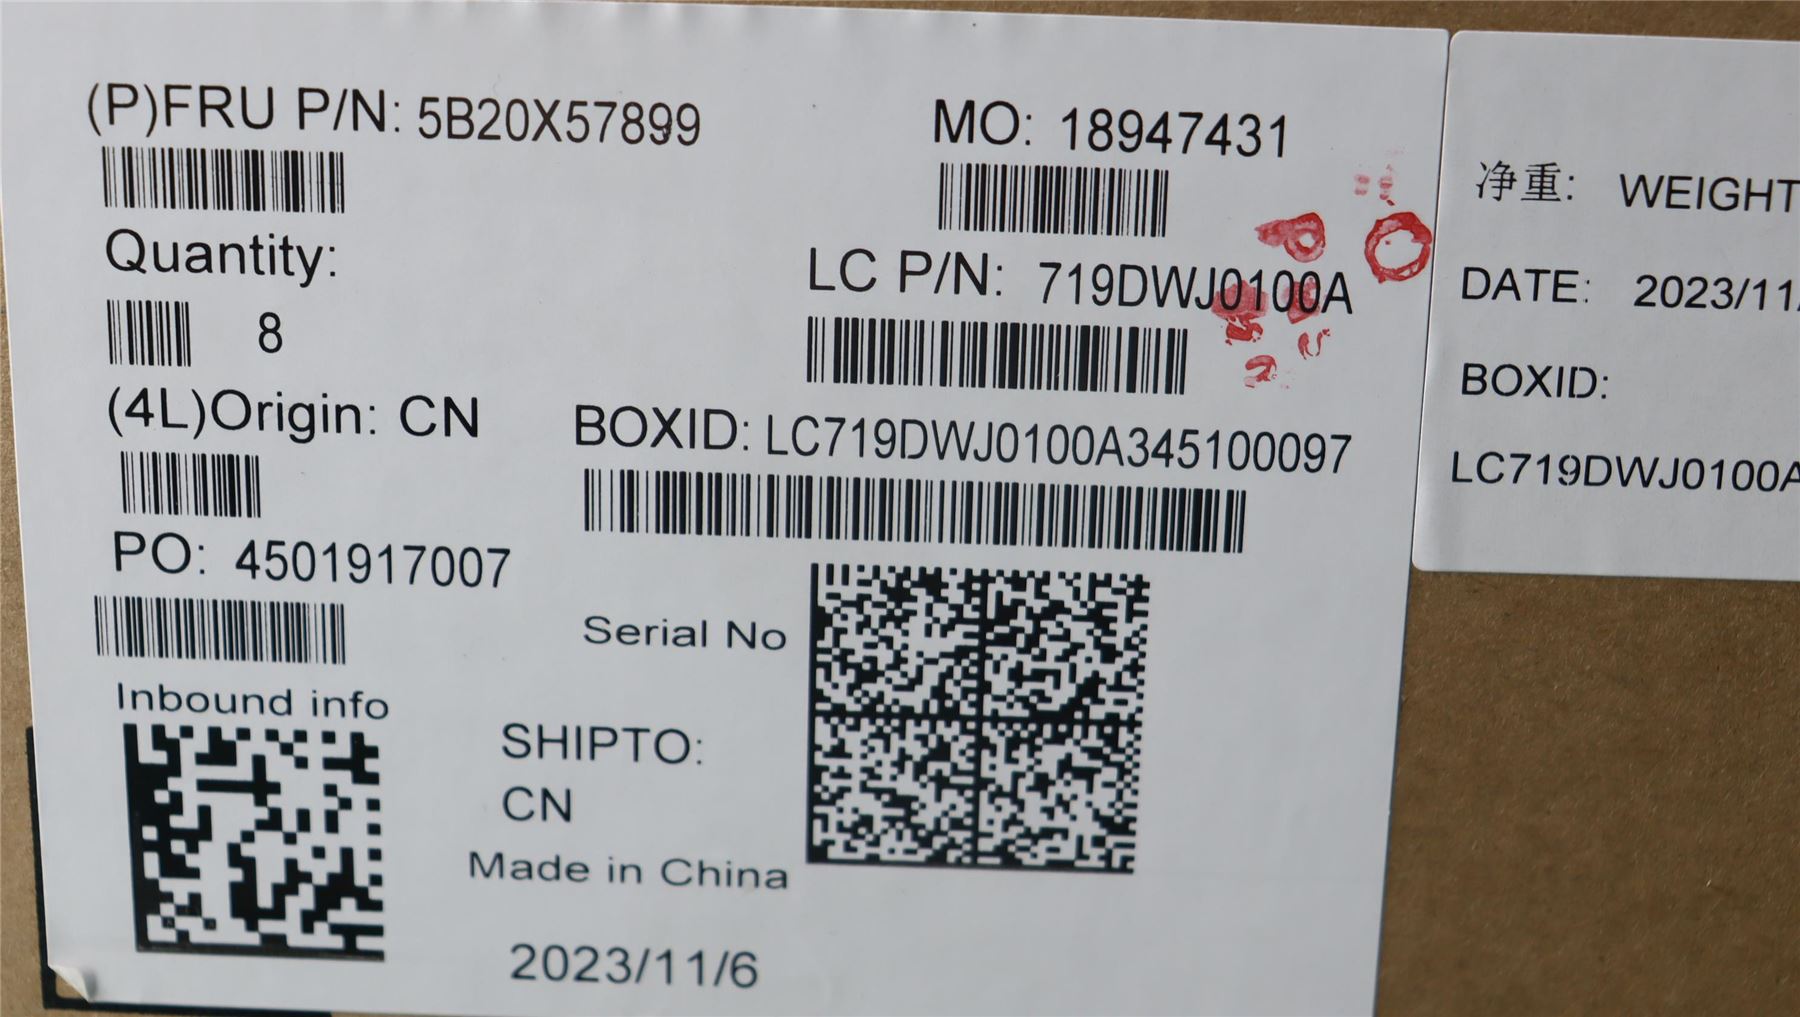 (P)FRU P/N: 5B20X57899
MO: 18947431
Quantity:
8
LC P/N: 719DWJ0100A
(4L)Origin: CN
BOXID: LC719DWJ0100A345100097
PO: 4501917007
Serial No
Inbound info
SHIPTO:
CN
Made in China
2023/11/6
净重: WEIGHT
DATE: 2023/11/
BOXID:
LC719DWJ0100A